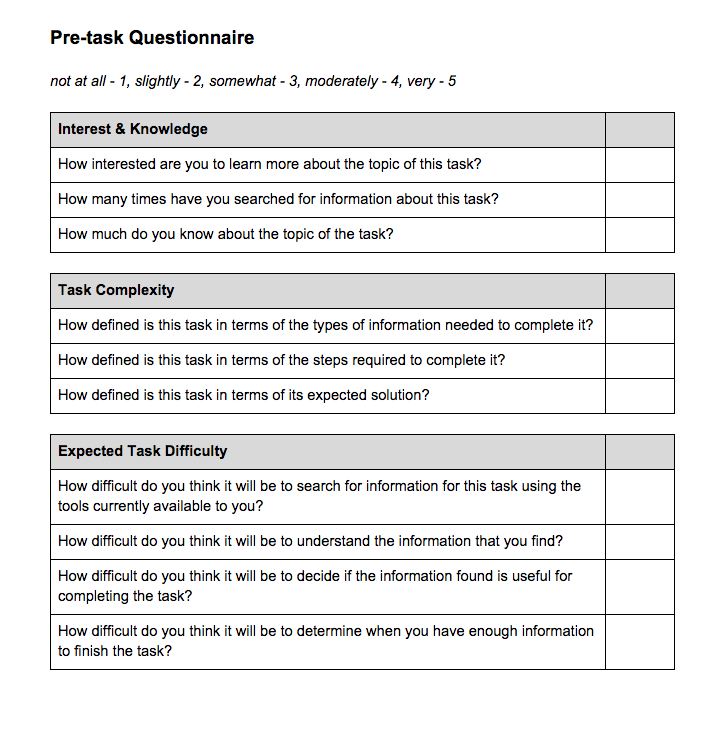 Pre-task Questionnaire
not at all - 1, slightly - 2, somewhat - 3, moderately - 4, very - 5
Interest & Knowledge
How interested are you to learn more about the topic of this task?
How many times have you searched for information about this task?
How much do you know about the topic of the task?
Task Complexity
How defined is this task in terms of the types of information needed to complete it?
How defined is this task in terms of the steps required to complete it?
How defined is this task in terms of its expected solution?
Expected Task Difficulty
How difficult do you think it will be to search for information for this task using the
tools currently available to you?
How difficult do you think it will be to understand the information that you find?
How difficult do you think it will be to decide if the information found is useful for
completing the task?
How difficult do you think it will be to determine when you have enough information
to finish the task?